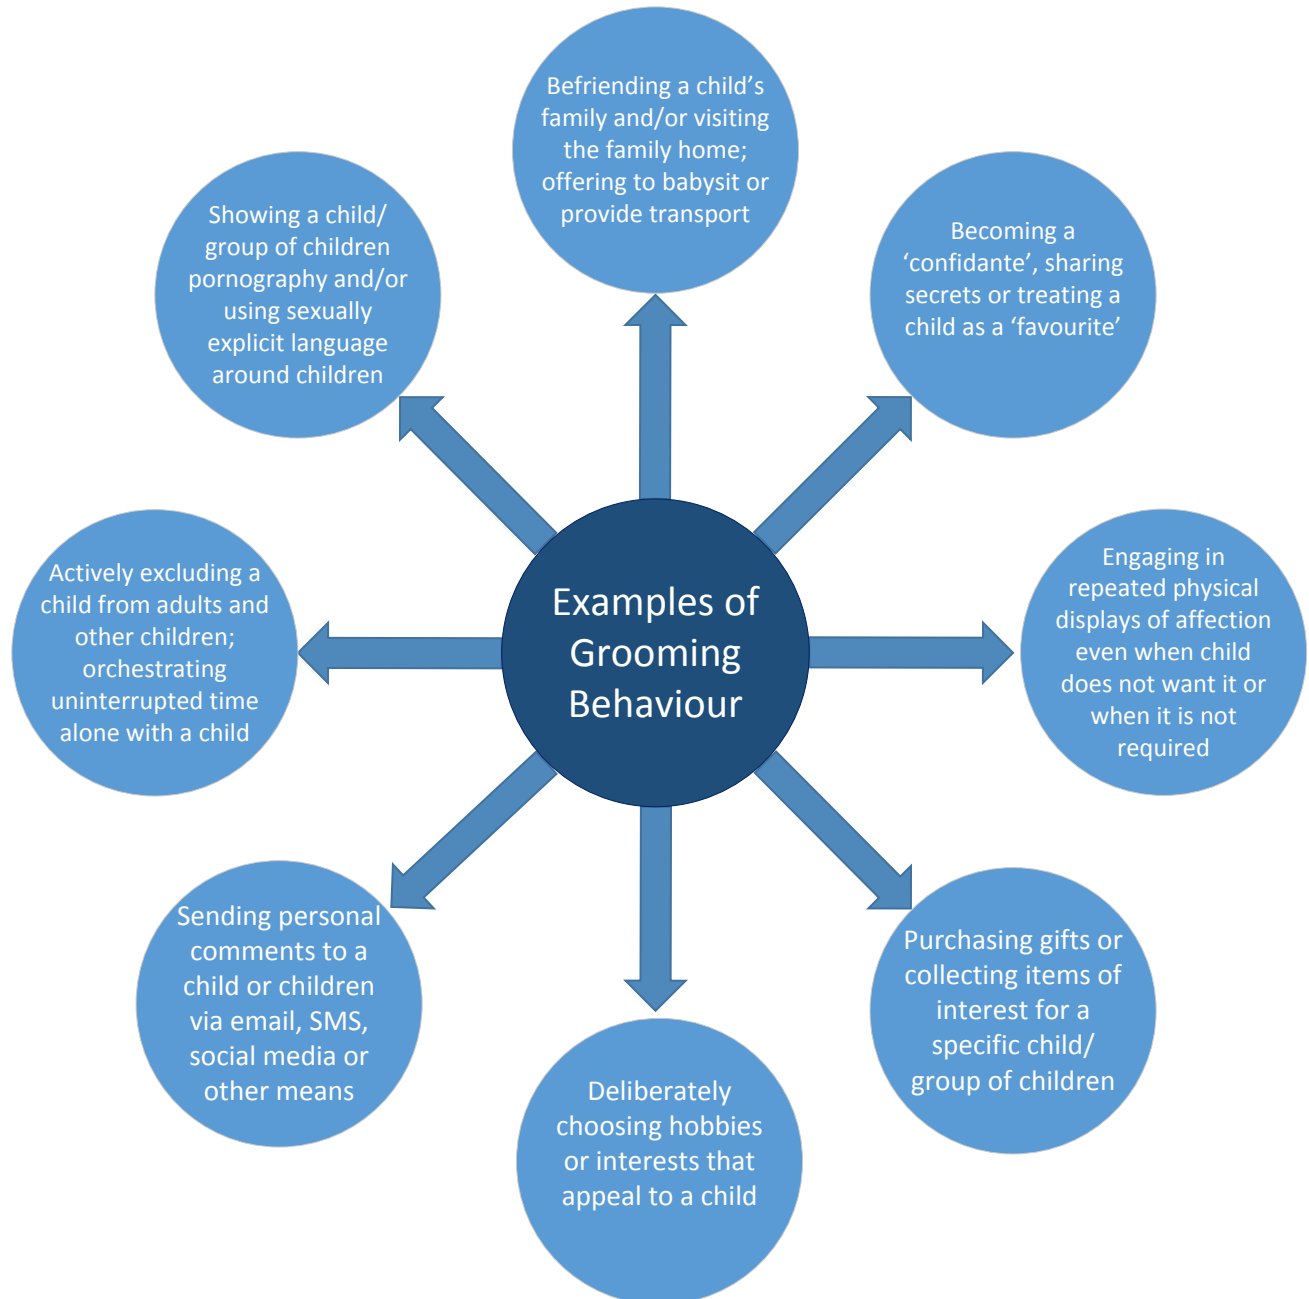 Befriending a child’s
family and/or visiting
the family home;
offering to babysit or
provide transport
Becoming a
‘confidante’, sharing
secrets or treating a
child as a ‘favourite’
Engaging in
repeated physical
displays of affection
even when child
does not want it or
when it is not
required
Purchasing gifts or
collecting items of
interest for a
specific child/
group of children
Deliberately
choosing hobbies
or interests that
appeal to a child
Sending personal
comments to a
child or children
via email, SMS,
social media or
other means
Actively excluding a
child from adults and
other children;
orchestrating
uninterrupted time
alone with a child
Showing a child/
group of children
pornography and/or
using sexually
explicit language
around children
Examples of
Grooming
Behaviour